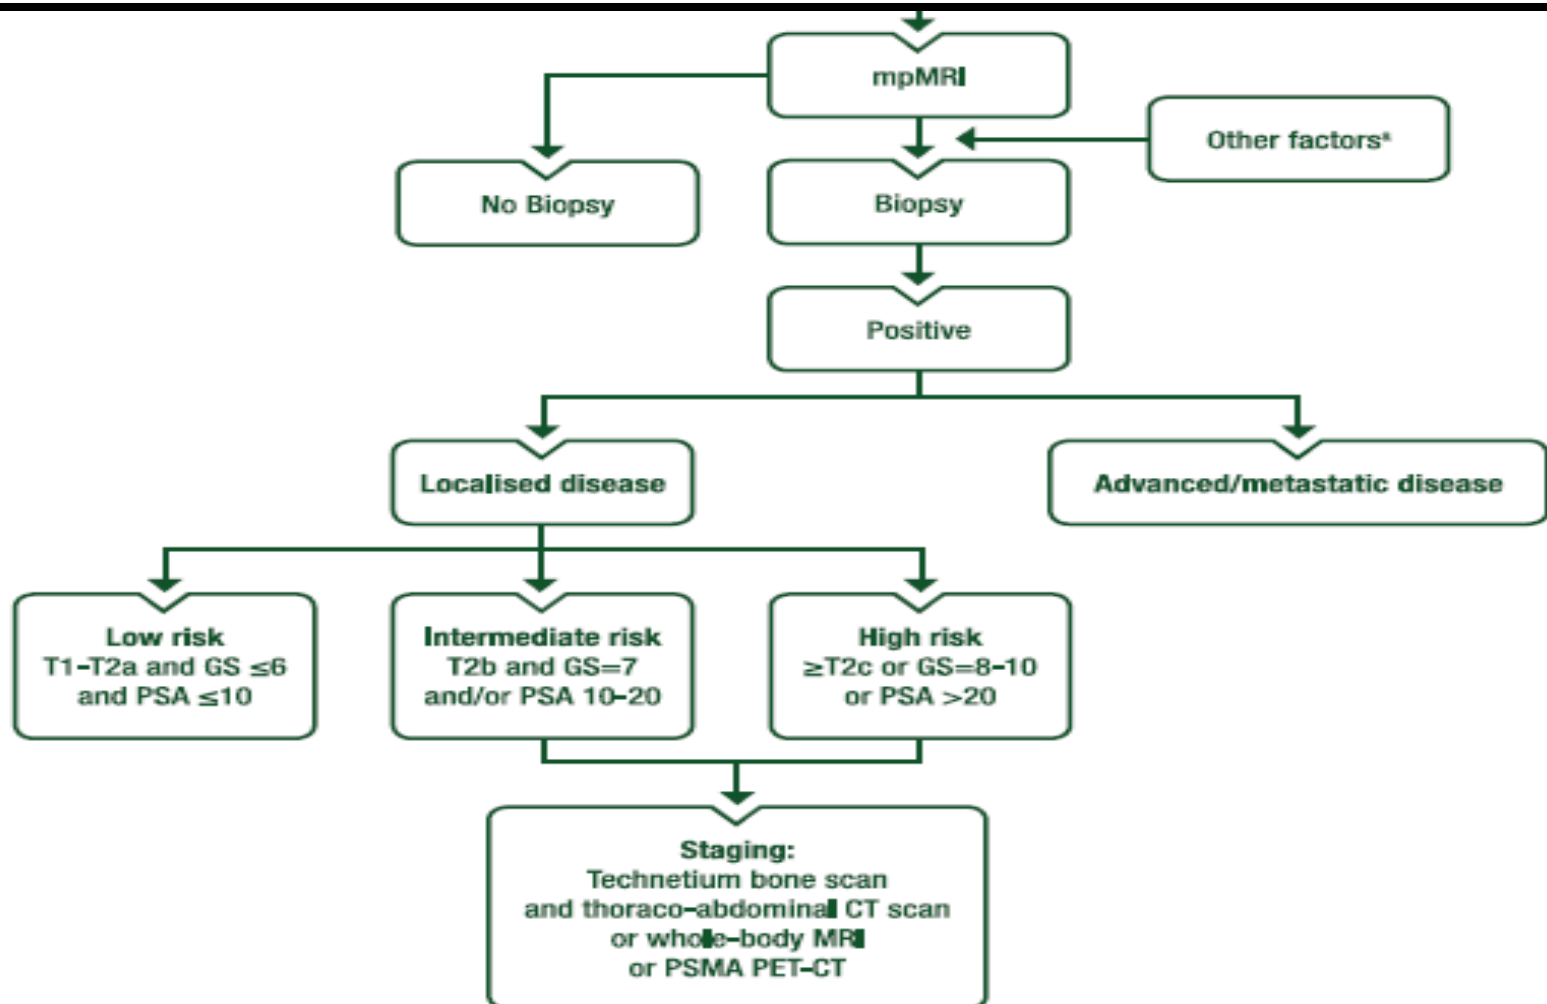 mpMRI
Other factorsᵃ
No Biopsy
Biopsy
Positive
Localised disease
Advanced/metastatic disease
Low risk
T1–T2a and GS ≤6
and PSA ≤10
Intermediate risk
T2b and GS=7
and/or PSA 10–20
High risk
≥T2c or GS=8–10
or PSA >20
Staging:
Technetium bone scan
and thoraco–abdominal CT scan
or whole–body MRI
or PSMA PET–CT